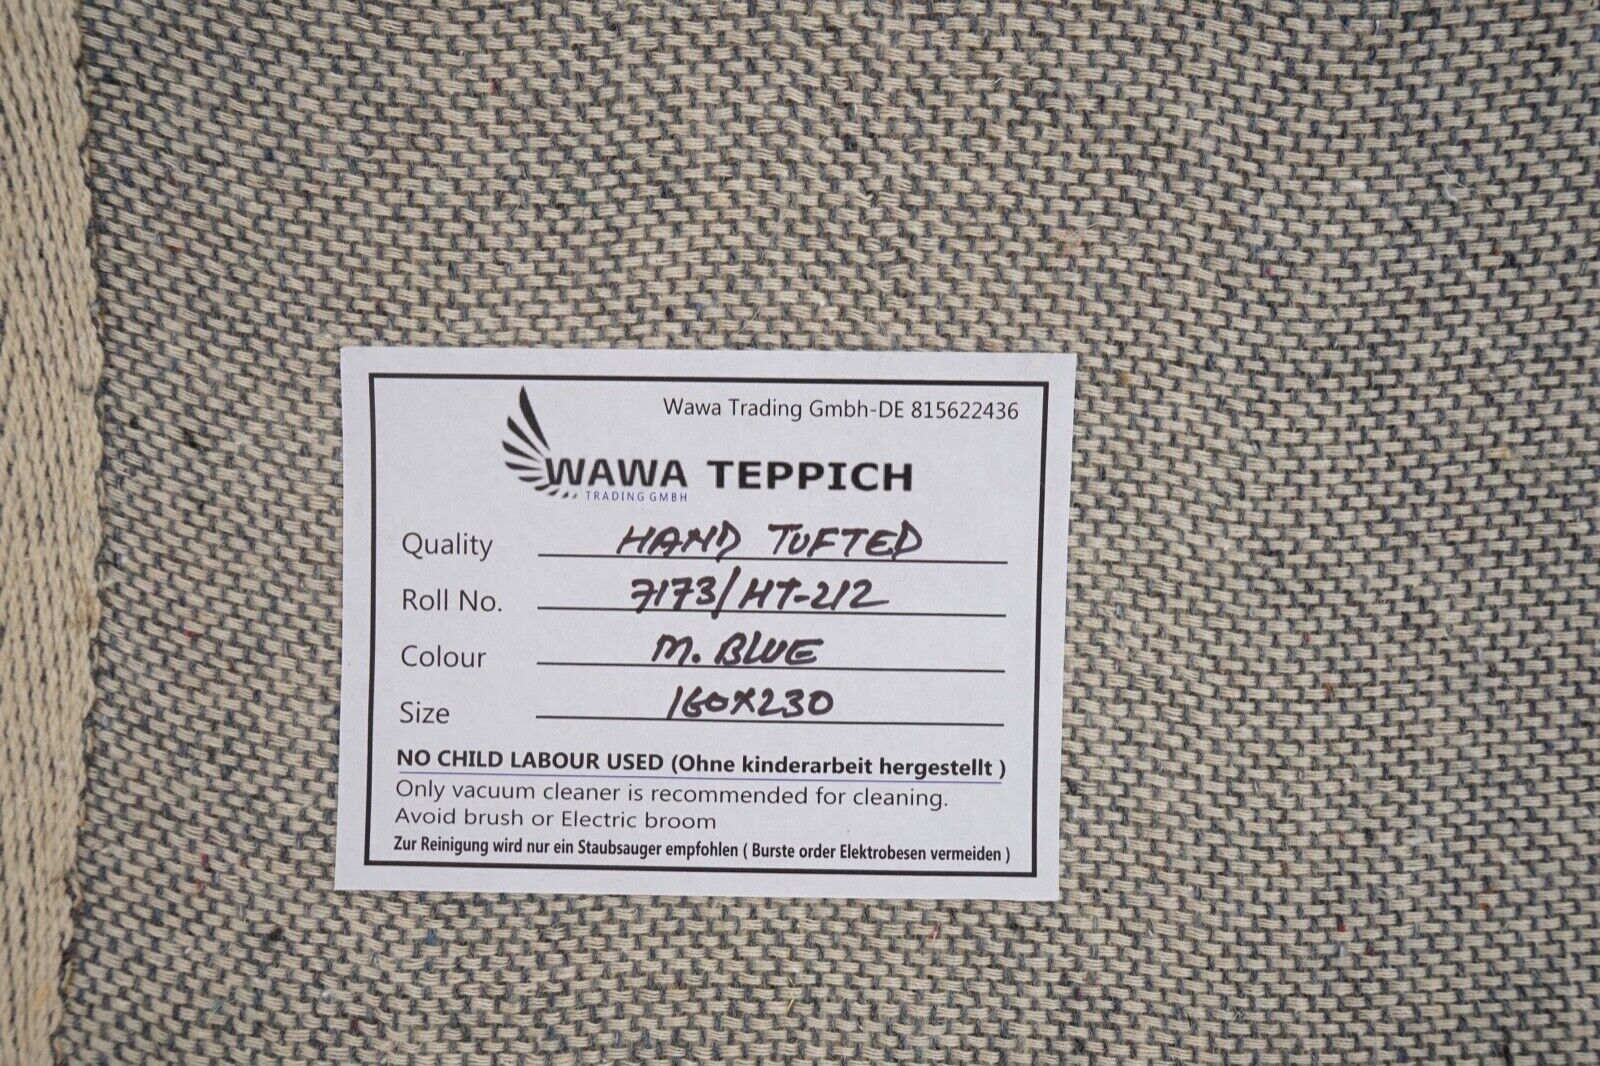 Wawa Trading Gmbh-DE 815622436
WAWA TEPPICH
TRADING GMBH
Quality HAND TUFTED
Roll No. 7173/HT-212
Colour M. BLUE
Size 160X230
NO CHILD LABOUR USED (Ohne kinderarbeit hergestellt )
Only vacuum cleaner is recommended for cleaning.
Avoid brush or Electric broom
Zur Reinigung wird nur ein Staubsauger empfohlen ( Burste order Elektrobesen vermeiden )